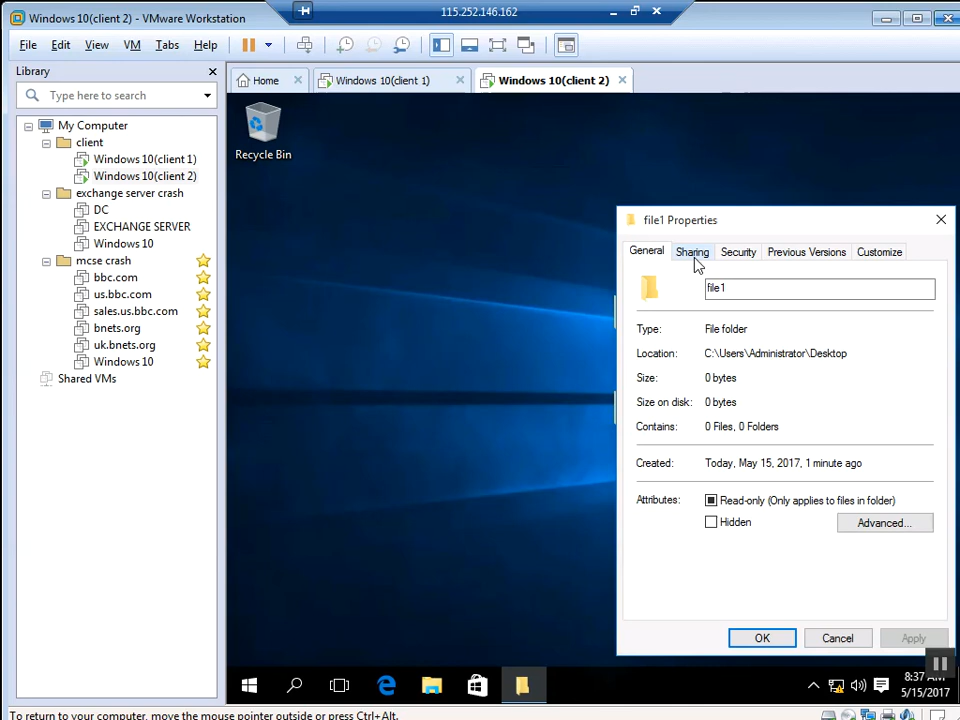 Windows 10(client 2) - VMware Workstation
115.252.146.162
File Edit View VM Tabs Help
Library
Type here to search
My Computer
client
Windows 10(client 1)
Windows 10(client 2)
exchange server crash
DC
EXCHANGE SERVER
Windows 10
mcse crash
bbc.com
us.bbc.com
sales.us.bbc.com
bnets.org
uk.bnets.org
Windows 10
Shared VMs
Home Windows 10(client 1) Windows 10(client 2)
Recycle Bin
file1 Properties
General Sharing Security Previous Versions Customize
file1
Type: File folder
Location: C:\Users\Administrator\Desktop
Size: 0 bytes
Size on disk: 0 bytes
Contains: 0 Files, 0 Folders
Created: Today, May 15, 2017, 1 minute ago
Attributes: Read-only (Only applies to files in folder)
Hidden Advanced...
OK Cancel Apply
8:37 AM
5/15/2017
To return to your computer, move the mouse pointer outside or press Ctrl+Alt.